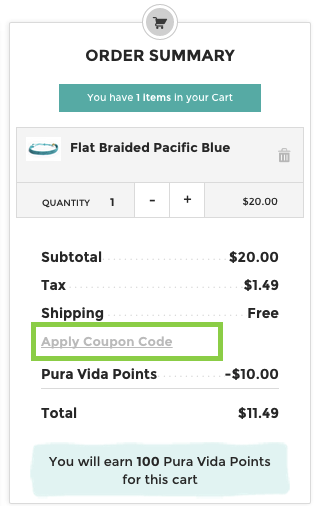 ORDER SUMMARY
You have 1 Items in your Cart
Flat Braided Pacific Blue
QUANTITY 1 - + $20.00
Subtotal $20.00
Tax $1.49
Shipping Free
Apply Coupon Code
Pura Vida Points -$10.00
Total $11.49
You will earn 100 Pura Vida Points
for this cart